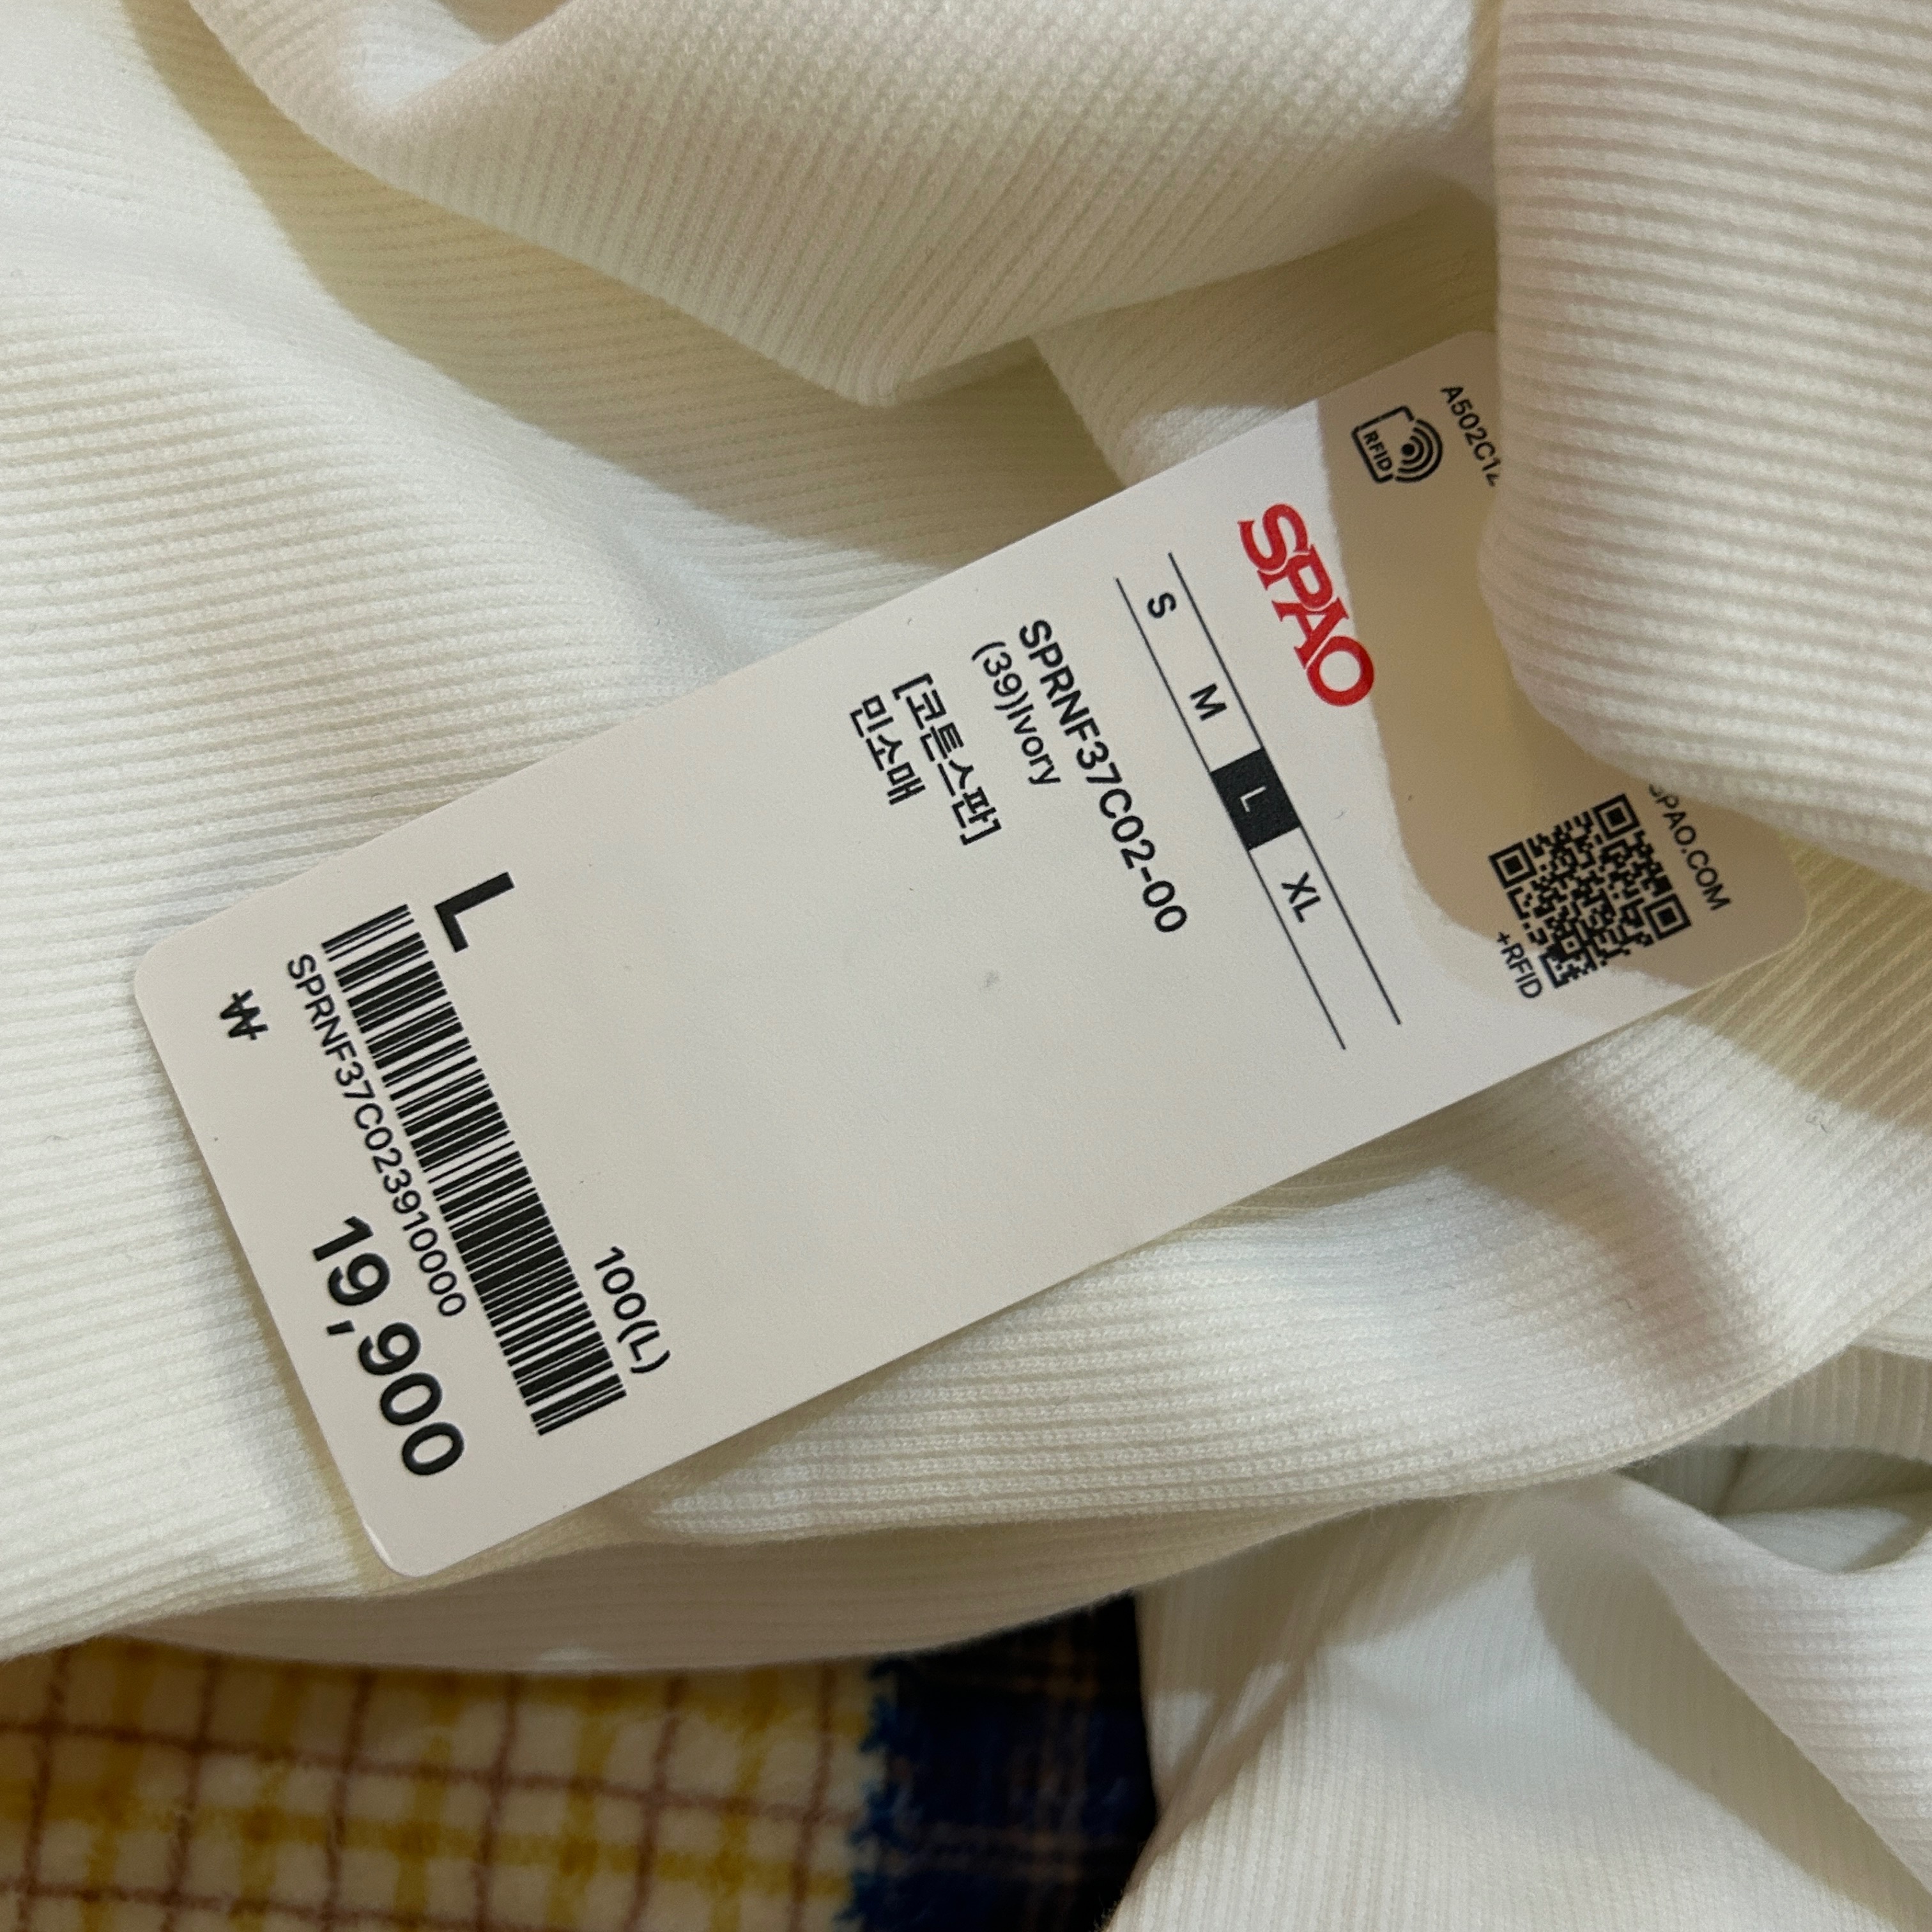 SPAO.COM
+RFID
RFID
SPAO
S M L XL
SPRNF37C02-00
(39)Ivory
[코튼스판]
민소매
L
100(L)
SPRNF37C023910000
₩ 19,900